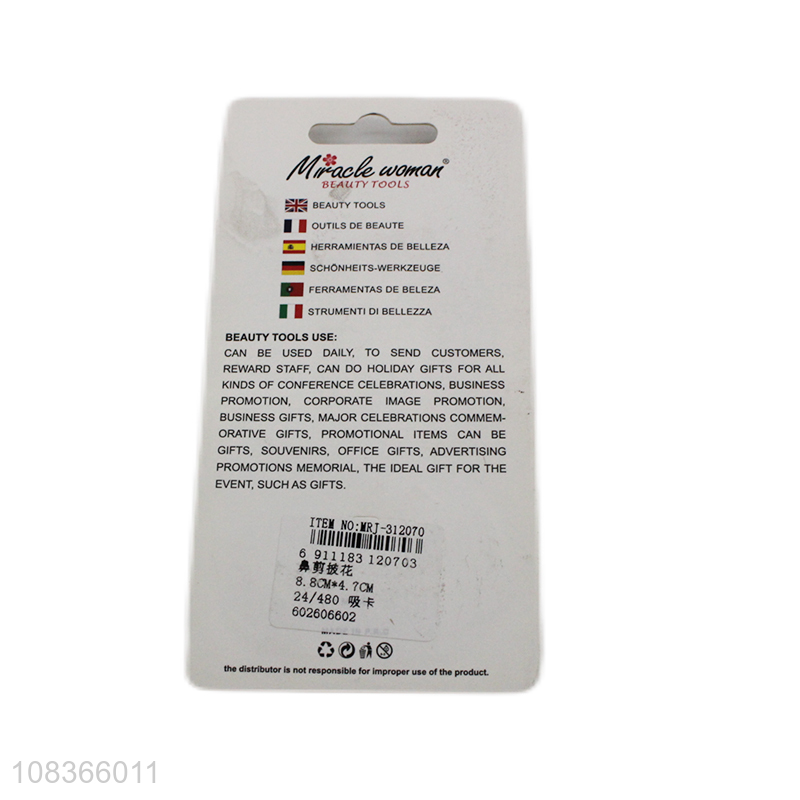 Miracle woman®
BEAUTY TOOLS
BEAUTY TOOLS
OUTILS DE BEAUTE
HERRAMIENTAS DE BELLEZA
SCHÖNHEITS-WERKZEUGE
FERRAMENTAS DE BELEZA
STRUMENTI DI BELLEZZA
BEAUTY TOOLS USE:
CAN BE USED DAILY, TO SEND CUSTOMERS,
REWARD STAFF, CAN DO HOLIDAY GIFTS FOR ALL
KINDS OF CONFERENCE CELEBRATIONS, BUSINESS
PROMOTION, CORPORATE IMAGE PROMOTION,
BUSINESS GIFTS, MAJOR CELEBRATIONS COMMEM-
ORATIVE GIFTS, PROMOTIONAL ITEMS CAN BE
GIFTS, SOUVENIRS, OFFICE GIFTS, ADVERTISING
PROMOTIONS MEMORIAL, THE IDEAL GIFT FOR THE
EVENT, SUCH AS GIFTS.
ITEM NO:MRJ-312070
6 911183 120703
鼻剪披花
8.8CM*4.7CM
24/480 吸卡
602606602
the distributor is not responsible for improper use of the product.
108366011